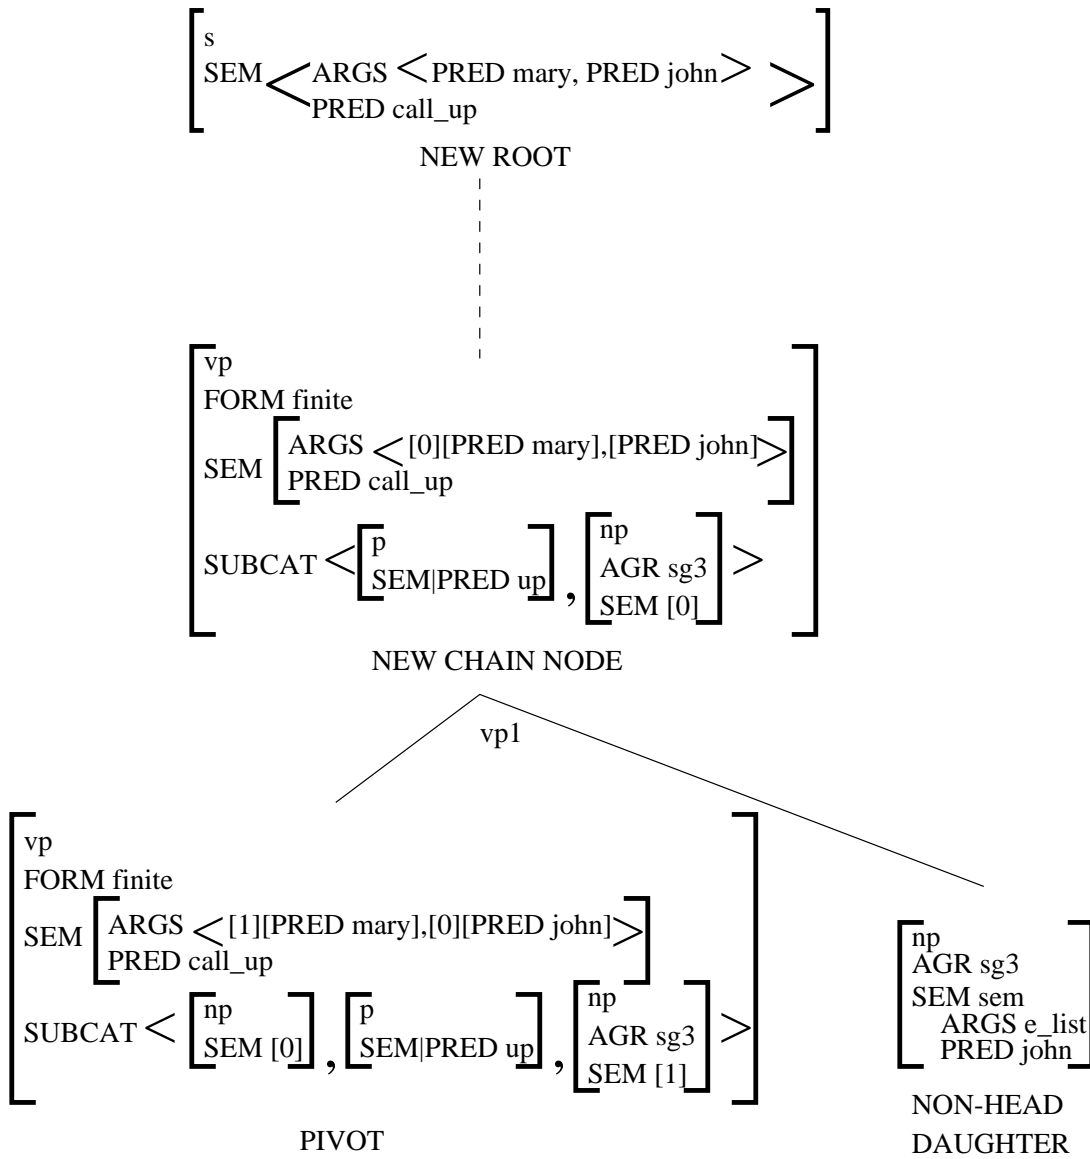 s
SEM < ARGS < PRED mary, PRED john >
PRED call_up >
NEW ROOT
vp
FORM finite
SEM ARGS < [0][PRED mary],[PRED john] >
PRED call_up
SUBCAT < p
SEM|PRED up , np
AGR sg3
SEM [0] >
NEW CHAIN NODE
vp1
vp
FORM finite
SEM ARGS < [1][PRED mary],[0][PRED john] >
PRED call_up
SUBCAT < np
SEM [0] , p
SEM|PRED up , np
AGR sg3
SEM [1] >
PIVOT
np
AGR sg3
SEM sem
ARGS e_list
PRED john
NON-HEAD
DAUGHTER